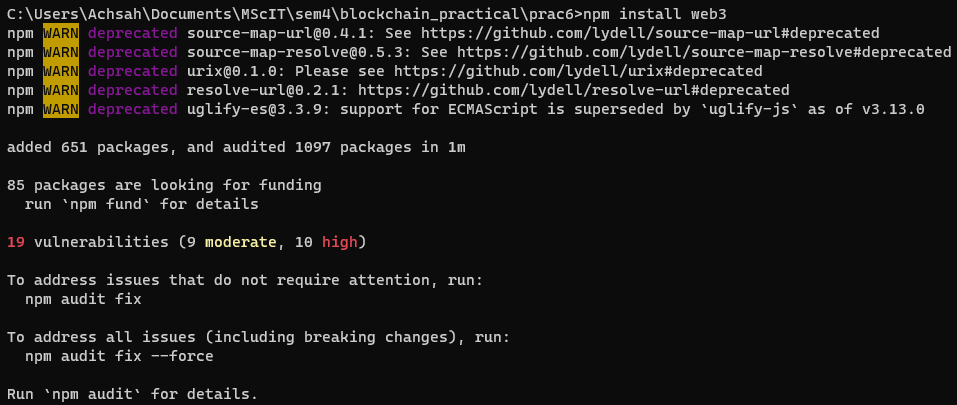 C:\Users\Achsah\Documents\MScIT\sem4\blockchain_practical\prac6>npm install web3
npm WARN deprecated source-map-url@0.4.1: See https://github.com/lydell/source-map-url#deprecated
npm WARN deprecated source-map-resolve@0.5.3: See https://github.com/lydell/source-map-resolve#deprecated
npm WARN deprecated urix@0.1.0: Please see https://github.com/lydell/urix#deprecated
npm WARN deprecated resolve-url@0.2.1: https://github.com/lydell/resolve-url#deprecated
npm WARN deprecated uglify-es@3.3.9: support for ECMAScript is superseded by `uglify-js` as of v3.13.0
added 651 packages, and audited 1097 packages in 1m
85 packages are looking for funding
run `npm fund` for details
19 vulnerabilities (9 moderate, 10 high)
To address issues that do not require attention, run:
npm audit fix
To address all issues (including breaking changes), run:
npm audit fix --force
Run `npm audit` for details.